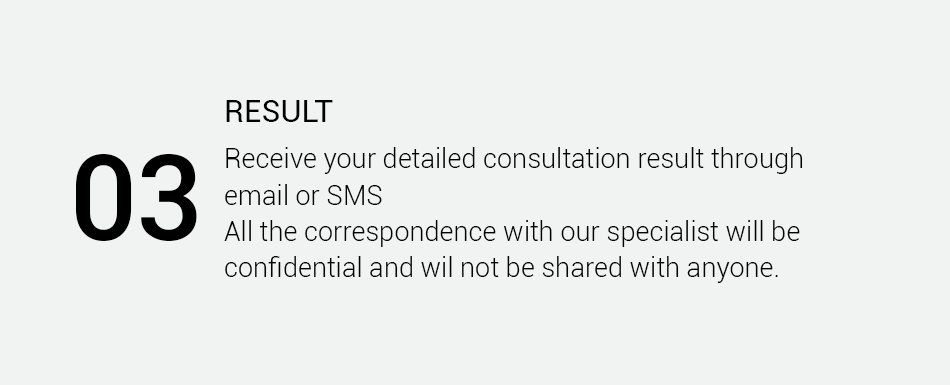 RESULT
03
Receive your detailed consultation result through
email or SMS
All the correspondence with our specialist will be
confidential and wil not be shared with anyone.